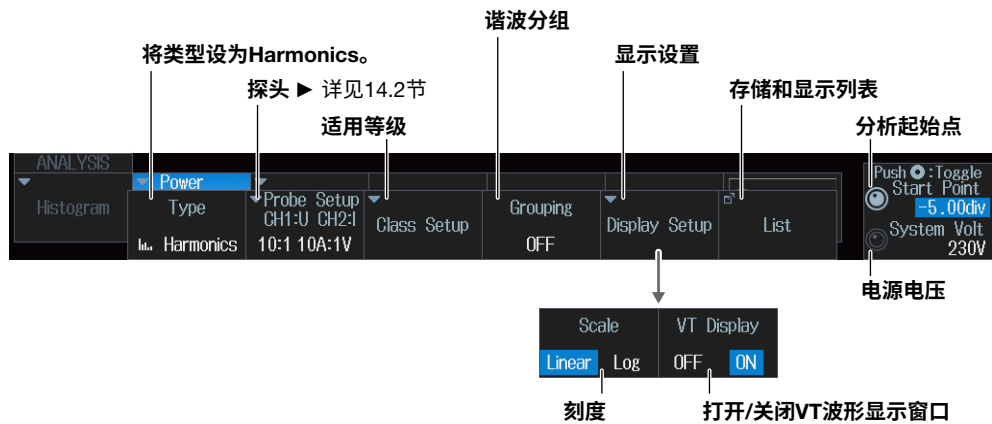 谐波分组
将类型设为Harmonics。
显示设置
探头 ▶ 详见14.2节
存储和显示列表
适用等级
分析起始点
ANALYSIS
Histogram
Power
Type
Harmonics
Probe Setup
CH1:U CH2:I
10:1 10A:1V
Class Setup
Grouping
OFF
Display Setup
List
Push :Toggle
Start Point
-5.00div
System Volt
230V
电源电压
Scale
Linear Log
VT Display
OFF ON
刻度
打开/关闭VT波形显示窗口